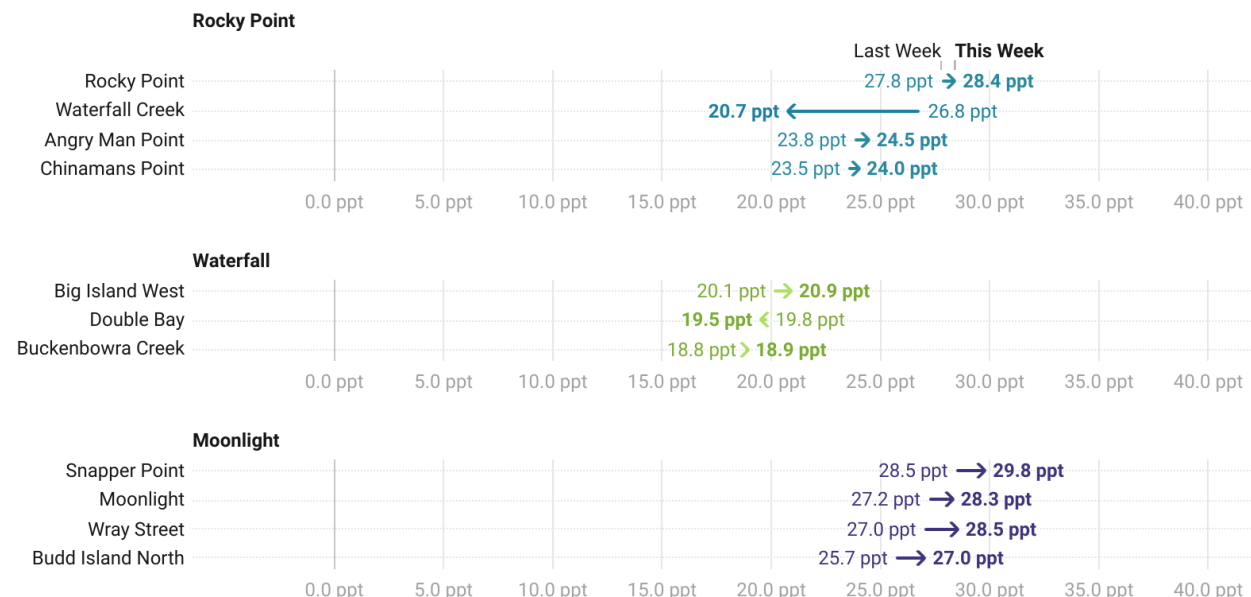 Rocky Point
Last Week This Week
Rocky Point 27.8 ppt 28.4 ppt
Waterfall Creek 20.7 ppt 26.8 ppt
Angry Man Point 23.8 ppt 24.5 ppt
Chinamans Point 23.5 ppt 24.0 ppt
0.0 ppt 5.0 ppt 10.0 ppt 15.0 ppt 20.0 ppt 25.0 ppt 30.0 ppt 35.0 ppt 40.0 ppt
Waterfall
Big Island West 20.1 ppt 20.9 ppt
Double Bay 19.5 ppt 19.8 ppt
Buckenbowra Creek 18.8 ppt 18.9 ppt
0.0 ppt 5.0 ppt 10.0 ppt 15.0 ppt 20.0 ppt 25.0 ppt 30.0 ppt 35.0 ppt 40.0 ppt
Moonlight
Snapper Point 28.5 ppt 29.8 ppt
Moonlight 27.2 ppt 28.3 ppt
Wray Street 27.0 ppt 28.5 ppt
Budd Island North 25.7 ppt 27.0 ppt
0.0 ppt 5.0 ppt 10.0 ppt 15.0 ppt 20.0 ppt 25.0 ppt 30.0 ppt 35.0 ppt 40.0 ppt